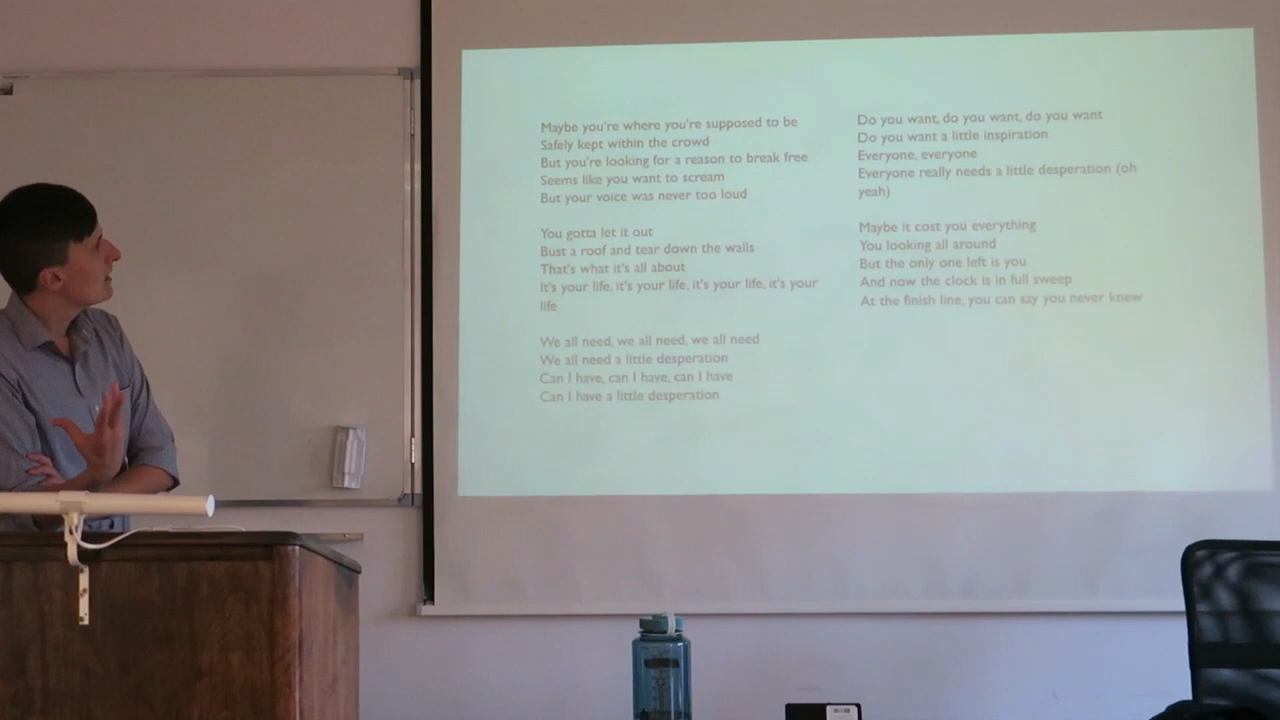 Maybe you're where you're supposed to be
Safely kept within the crowd
But you're looking for a reason to break free
Seems like you want to scream
But your voice was never too loud
You gotta let it out
Bust a roof and tear down the walls
That's what it's all about
It's your life, it's your life, it's your life, it's your
life
We all need, we all need, we all need
We all need a little desperation
Can I have, can I have, can I have
Can I have a little desperation
Do you want, do you want, do you want
Do you want a little inspiration
Everyone, everyone
Everyone really needs a little desperation (oh
yeah)
Maybe it cost you everything
You looking all around
But the only one left is you
And now the clock is in full sweep
At the finish line, you can say you never knew